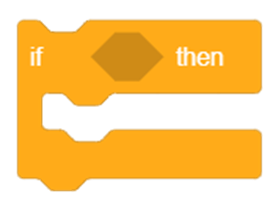 if then